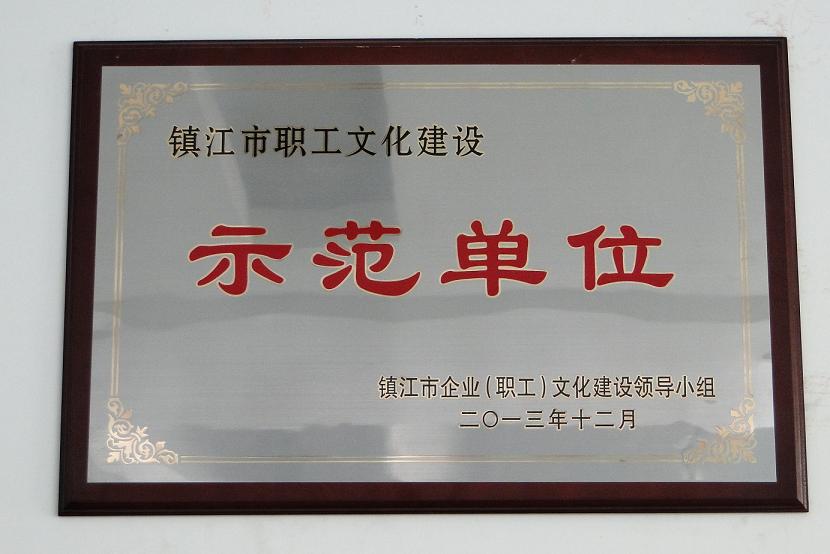 镇江市职工文化建设
示范单位
镇江市企业（职工）文化建设领导小组
二〇一三年十二月